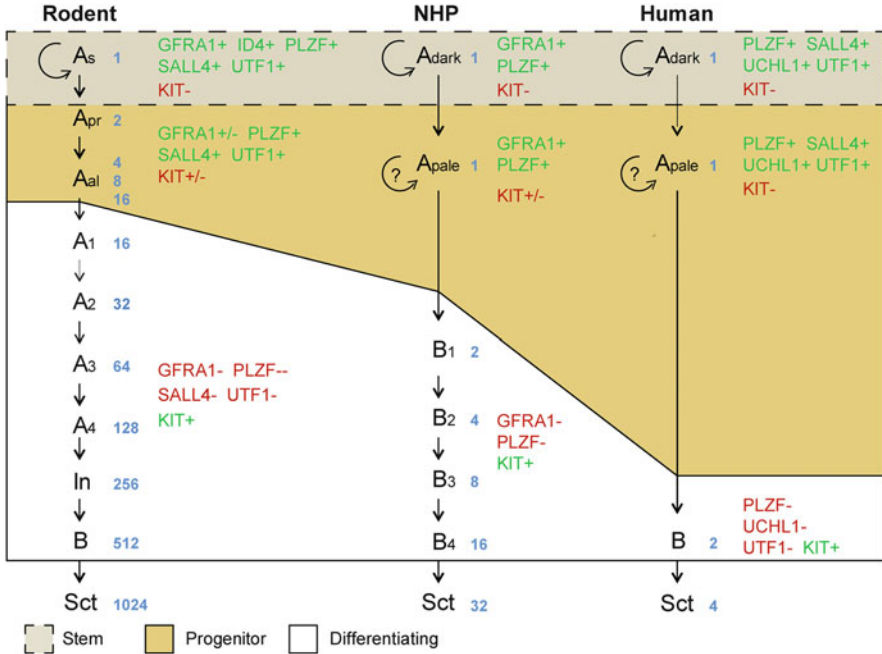 Rodent NHP Human
As 1 GFRA1+ ID4+ PLZF+
SALL4+ UTF1+
KIT-
Adark 1 GFRA1+
PLZF+
KIT-
Adark 1 PLZF+ SALL4+
UCHL1+ UTF1+
KIT-
Apr 2
4
Aal 8
16
GFRA1+/- PLZF+
SALL4+ UTF1+
KIT+/-
? Apale 1 GFRA1+
PLZF+
KIT+/-
? Apale 1 PLZF+ SALL4+
UCHL1+ UTF1+
KIT-
A1 16
A2 32
A3 64
A4 128
In 256
B 512
GFRA1- PLZF--
SALL4- UTF1-
KIT+
B1 2
B2 4
B3 8
B4 16
GFRA1-
PLZF-
KIT+
B 2
PLZF-
UCHL1-
UTF1- KIT+
Sct 1024 Sct 32 Sct 4
Stem Progenitor Differentiating